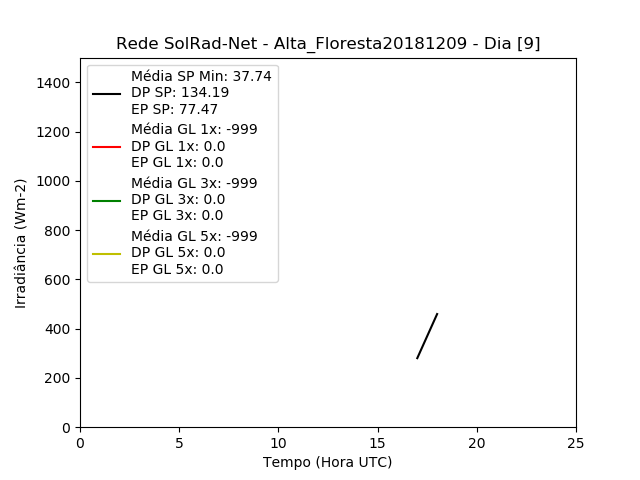 Rede SolRad-Net - Alta_Floresta20181209 - Dia [9]
Média SP Min: 37.74
DP SP: 134.19
EP SP: 77.47
Média GL 1x: -999
DP GL 1x: 0.0
EP GL 1x: 0.0
Média GL 3x: -999
DP GL 3x: 0.0
EP GL 3x: 0.0
Média GL 5x: -999
DP GL 5x: 0.0
EP GL 5x: 0.0
Irradiância (Wm-2)
1400
1200
1000
800
600
400
200
0
0 5 10 15 20 25
Tempo (Hora UTC)